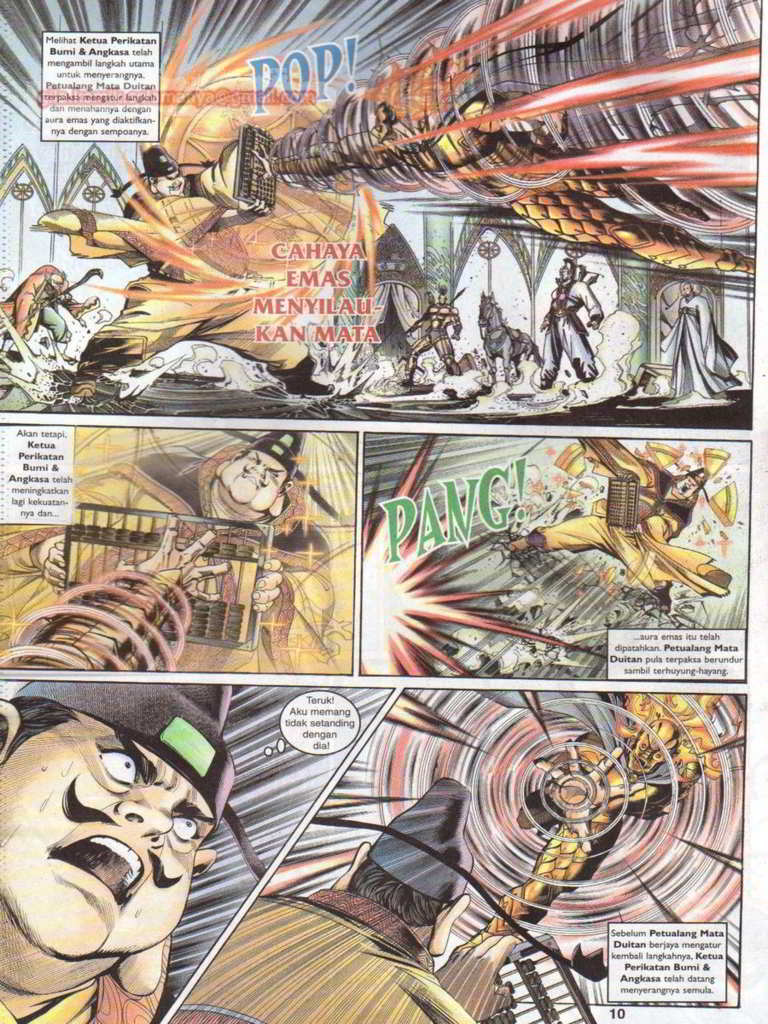 Melihat Ketua Perikatan
Bumi & Angkasa telah
mengambil langkah utama
untuk menyerangnya.
Petualang Mata Duitan
terpaksa mengatur langkah
dan menahannya dengan
aura emas yang diaktifkan-
nya dengan sempoanya.
POP!
CAHAYA
EMAS
MENYILAU-
KAN MATA
Akan tetapi,
Ketua
Perikatan
Bumi &
Angkasa telah
meningkatkan
lagi kekuatan-
nya dan...
PANG!
...aura emas itu telah
dipatahkan. Petualang Mata
Duitan pula terpaksa berundur
sambil terhuyung-hayang.
Teruk!
Aku memang
tidak setanding
dengan
dia!
Sebelum Petualang Mata
Duitan berjaya mengatur
kembali langkahnya, Ketua
Perikatan Bumi &
Angkasa telah datang
menyerangnya semula.
10